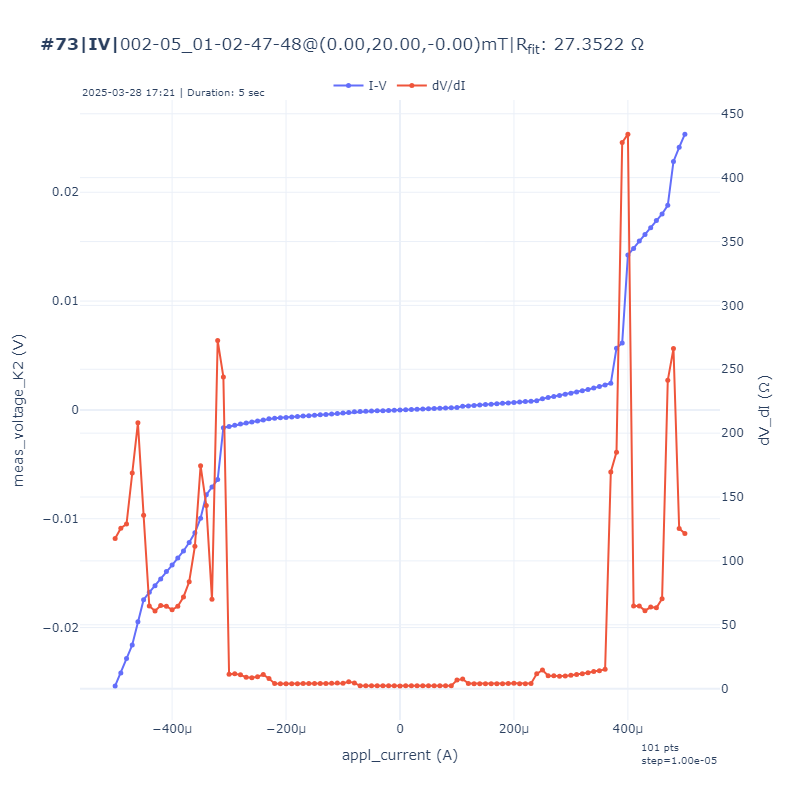 #73|IV|002-05_01-02-47-48@(0.00,20.00,-0.00)mT|Rfit: 27.3522 Ω
2025-03-28 17:21 | Duration: 5 sec
I-V
dV/dI
450
400
350
300
250
200
150
100
50
0
0.02
0.01
0
−0.01
−0.02
meas_voltage_K2 (V)
dV_dI (Ω)
−400μ
−200μ
0
200μ
400μ
appl_current (A)
101 pts
step=1.00e-05